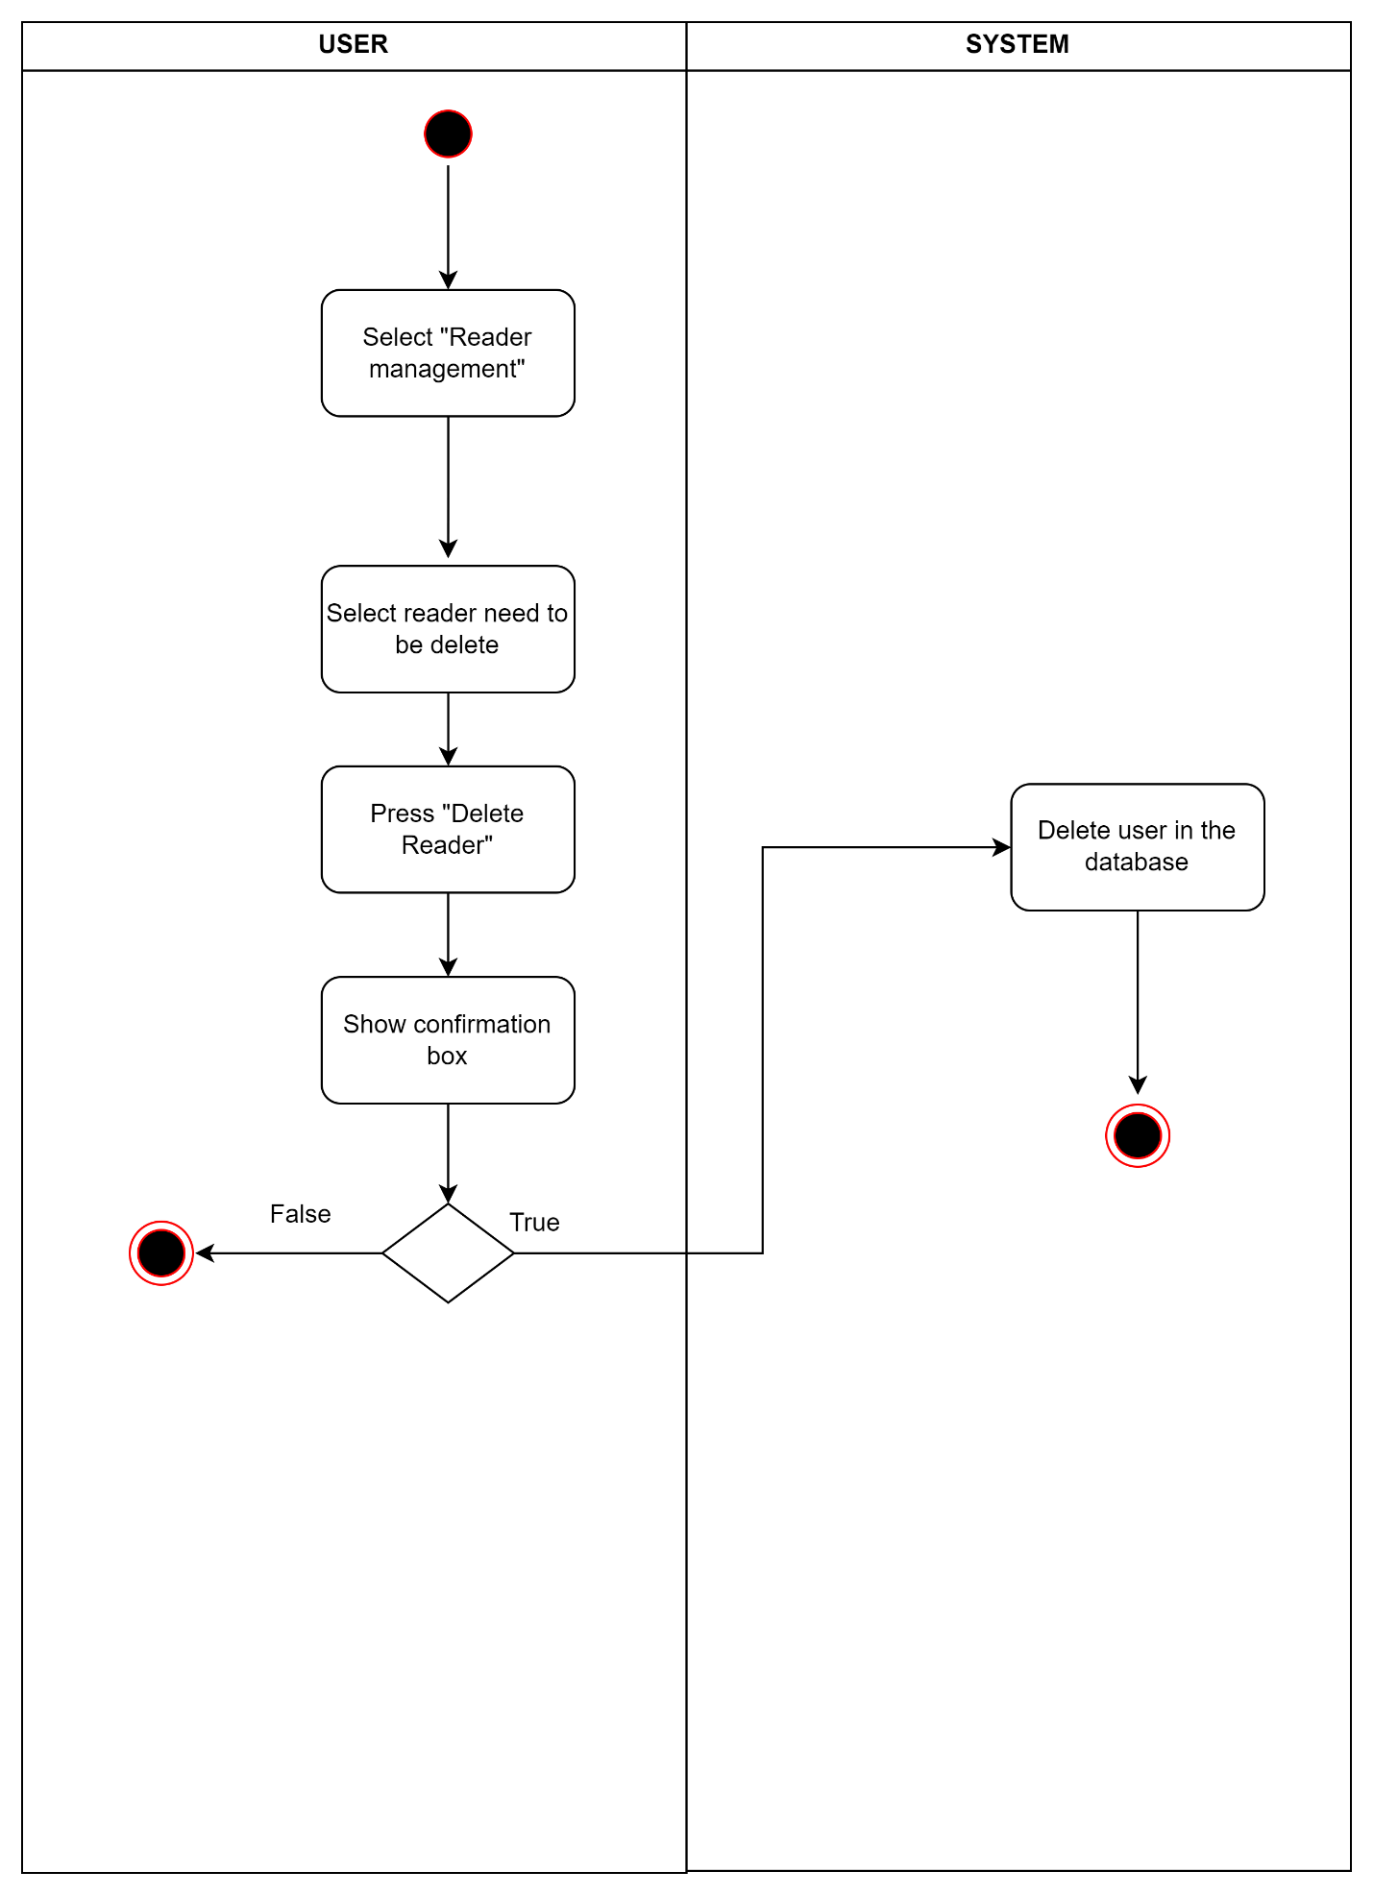 USER
SYSTEM
Select "Reader
management"
Select reader need to
be delete
Press "Delete
Reader"
Delete user in the
database
Show confirmation
box
False
True